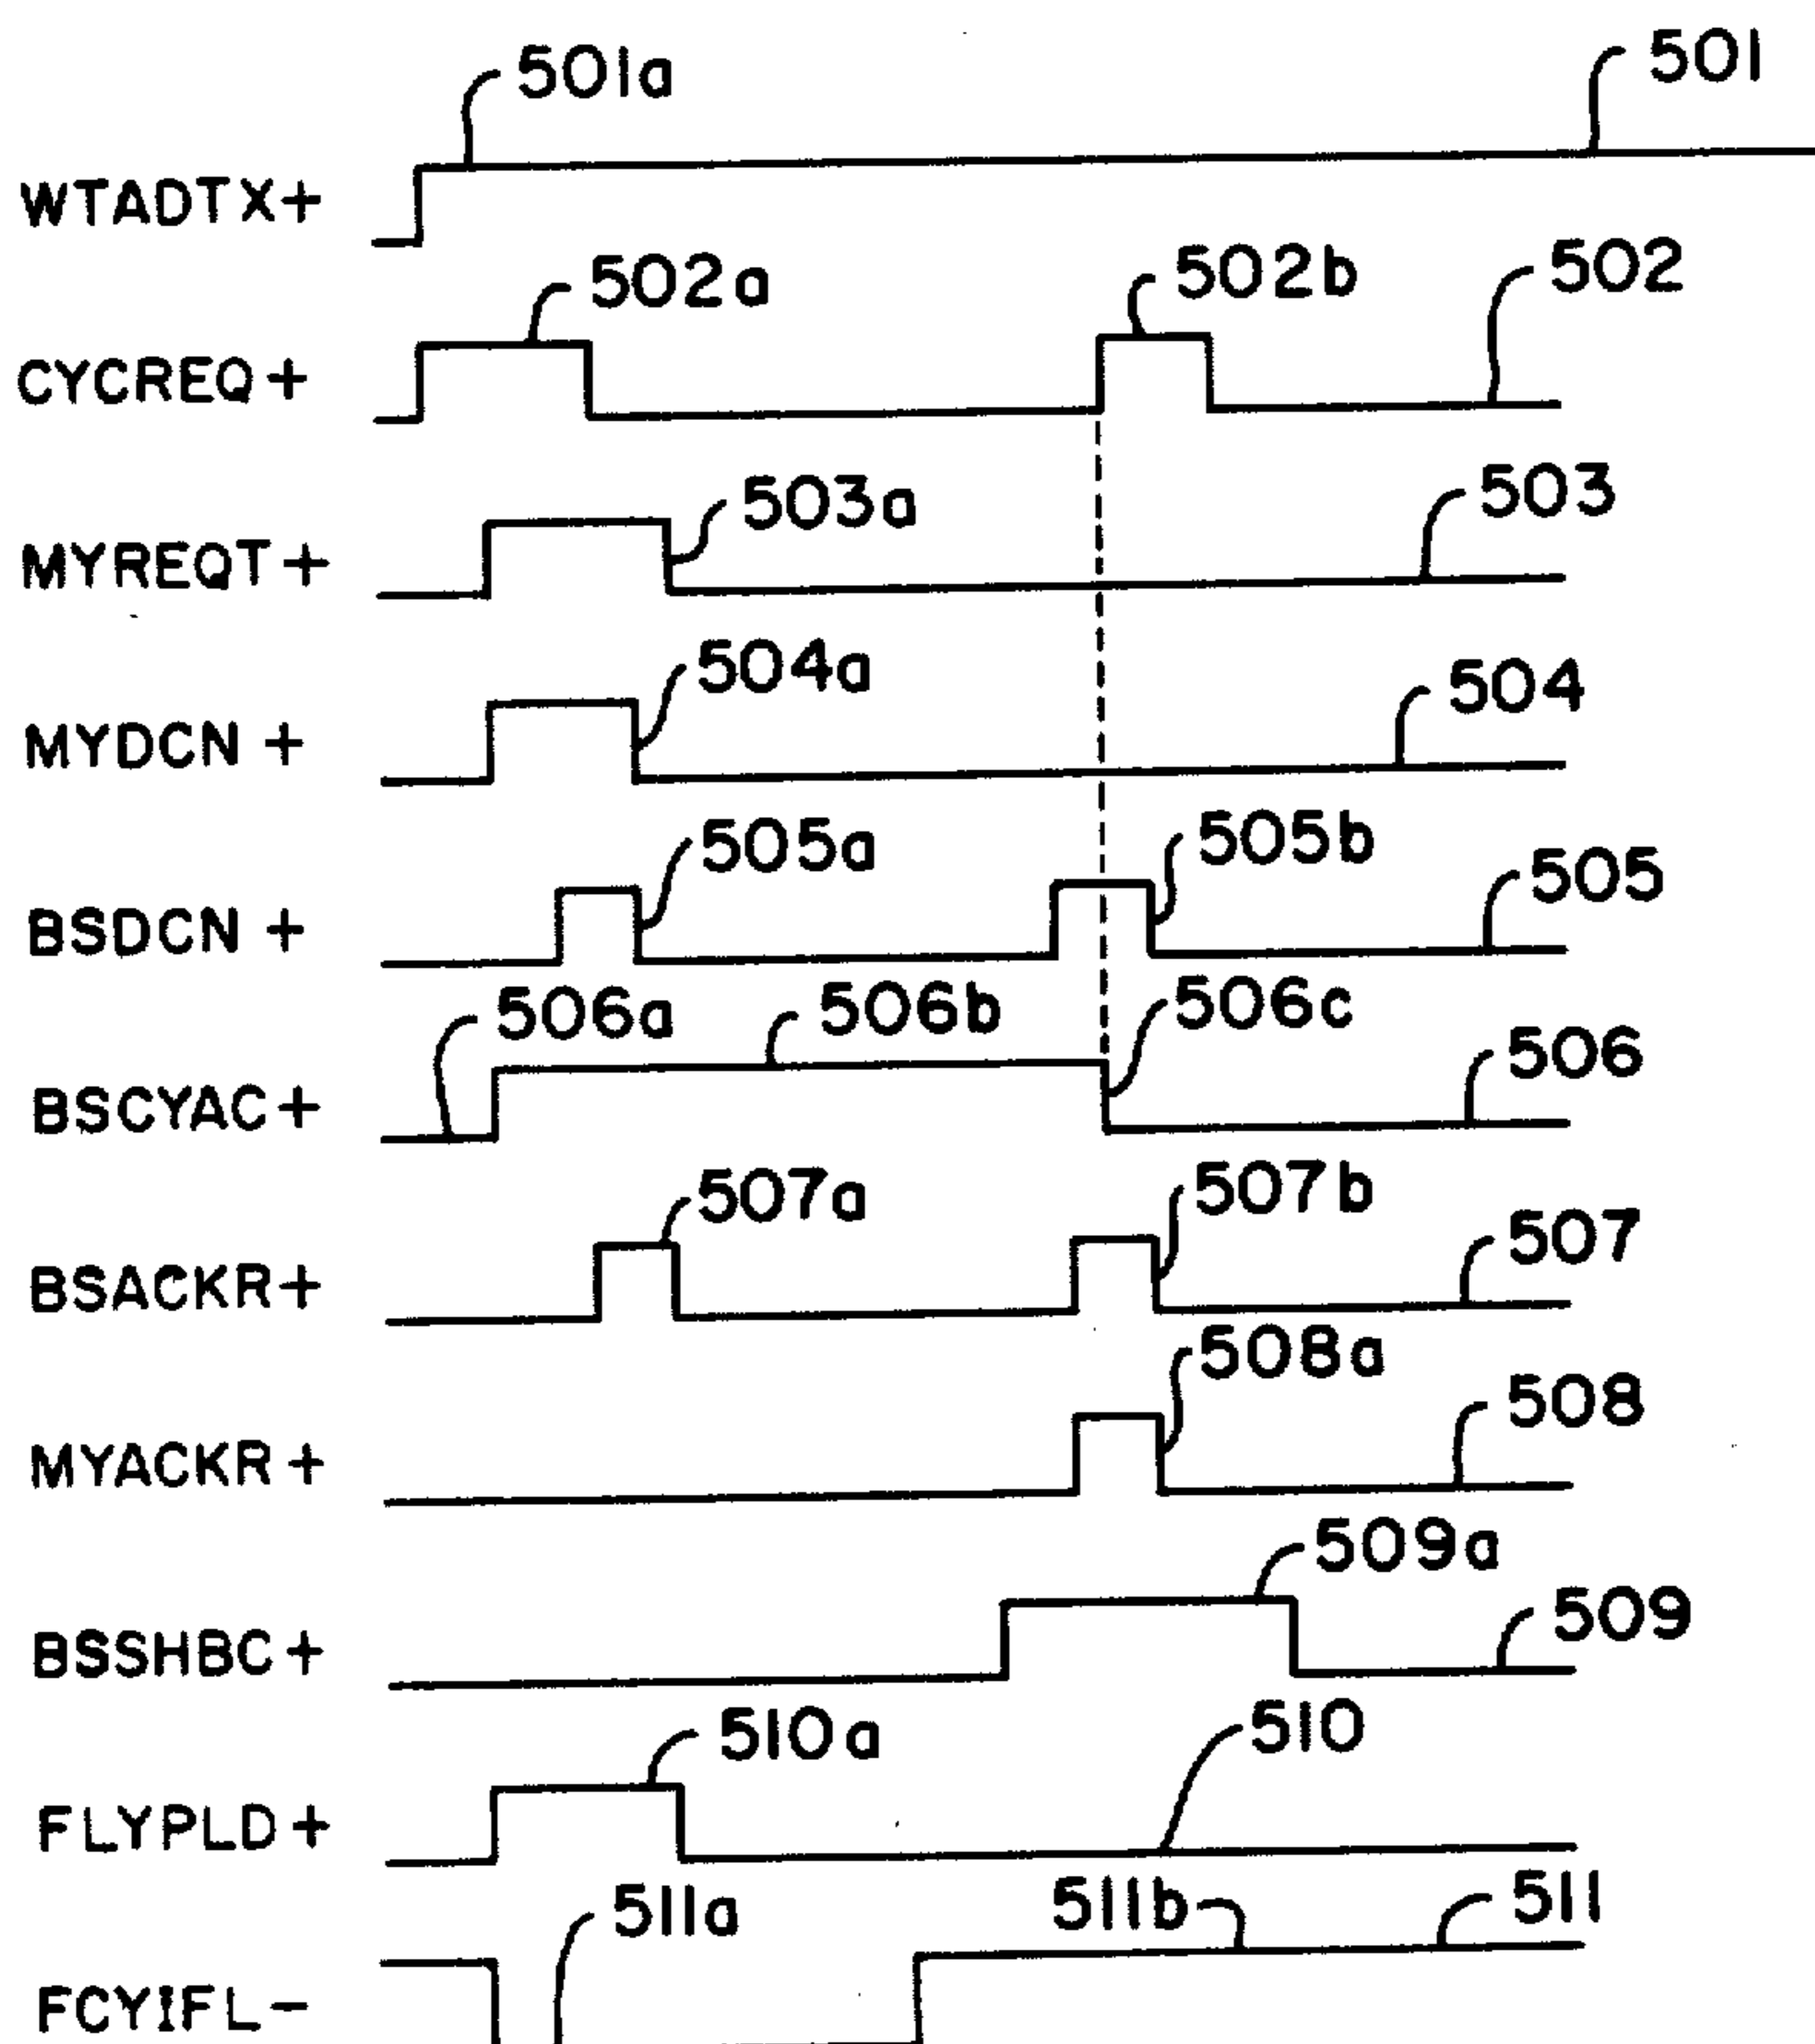 501a 501
WTADTX+
502a 502b 502
CYCREQ+
503a 503
MYREQT+
504a 504
MYDCN+
505a 505b 505
BSDCN+
506a 506b 506c 506
BSCYAC+
507a 507b 507
BSACKR+
508a 508
MYACKR+
509a 509
BSSHBC+
510a 510
FLYPLD+
511a 511b 511
FCYIFL-